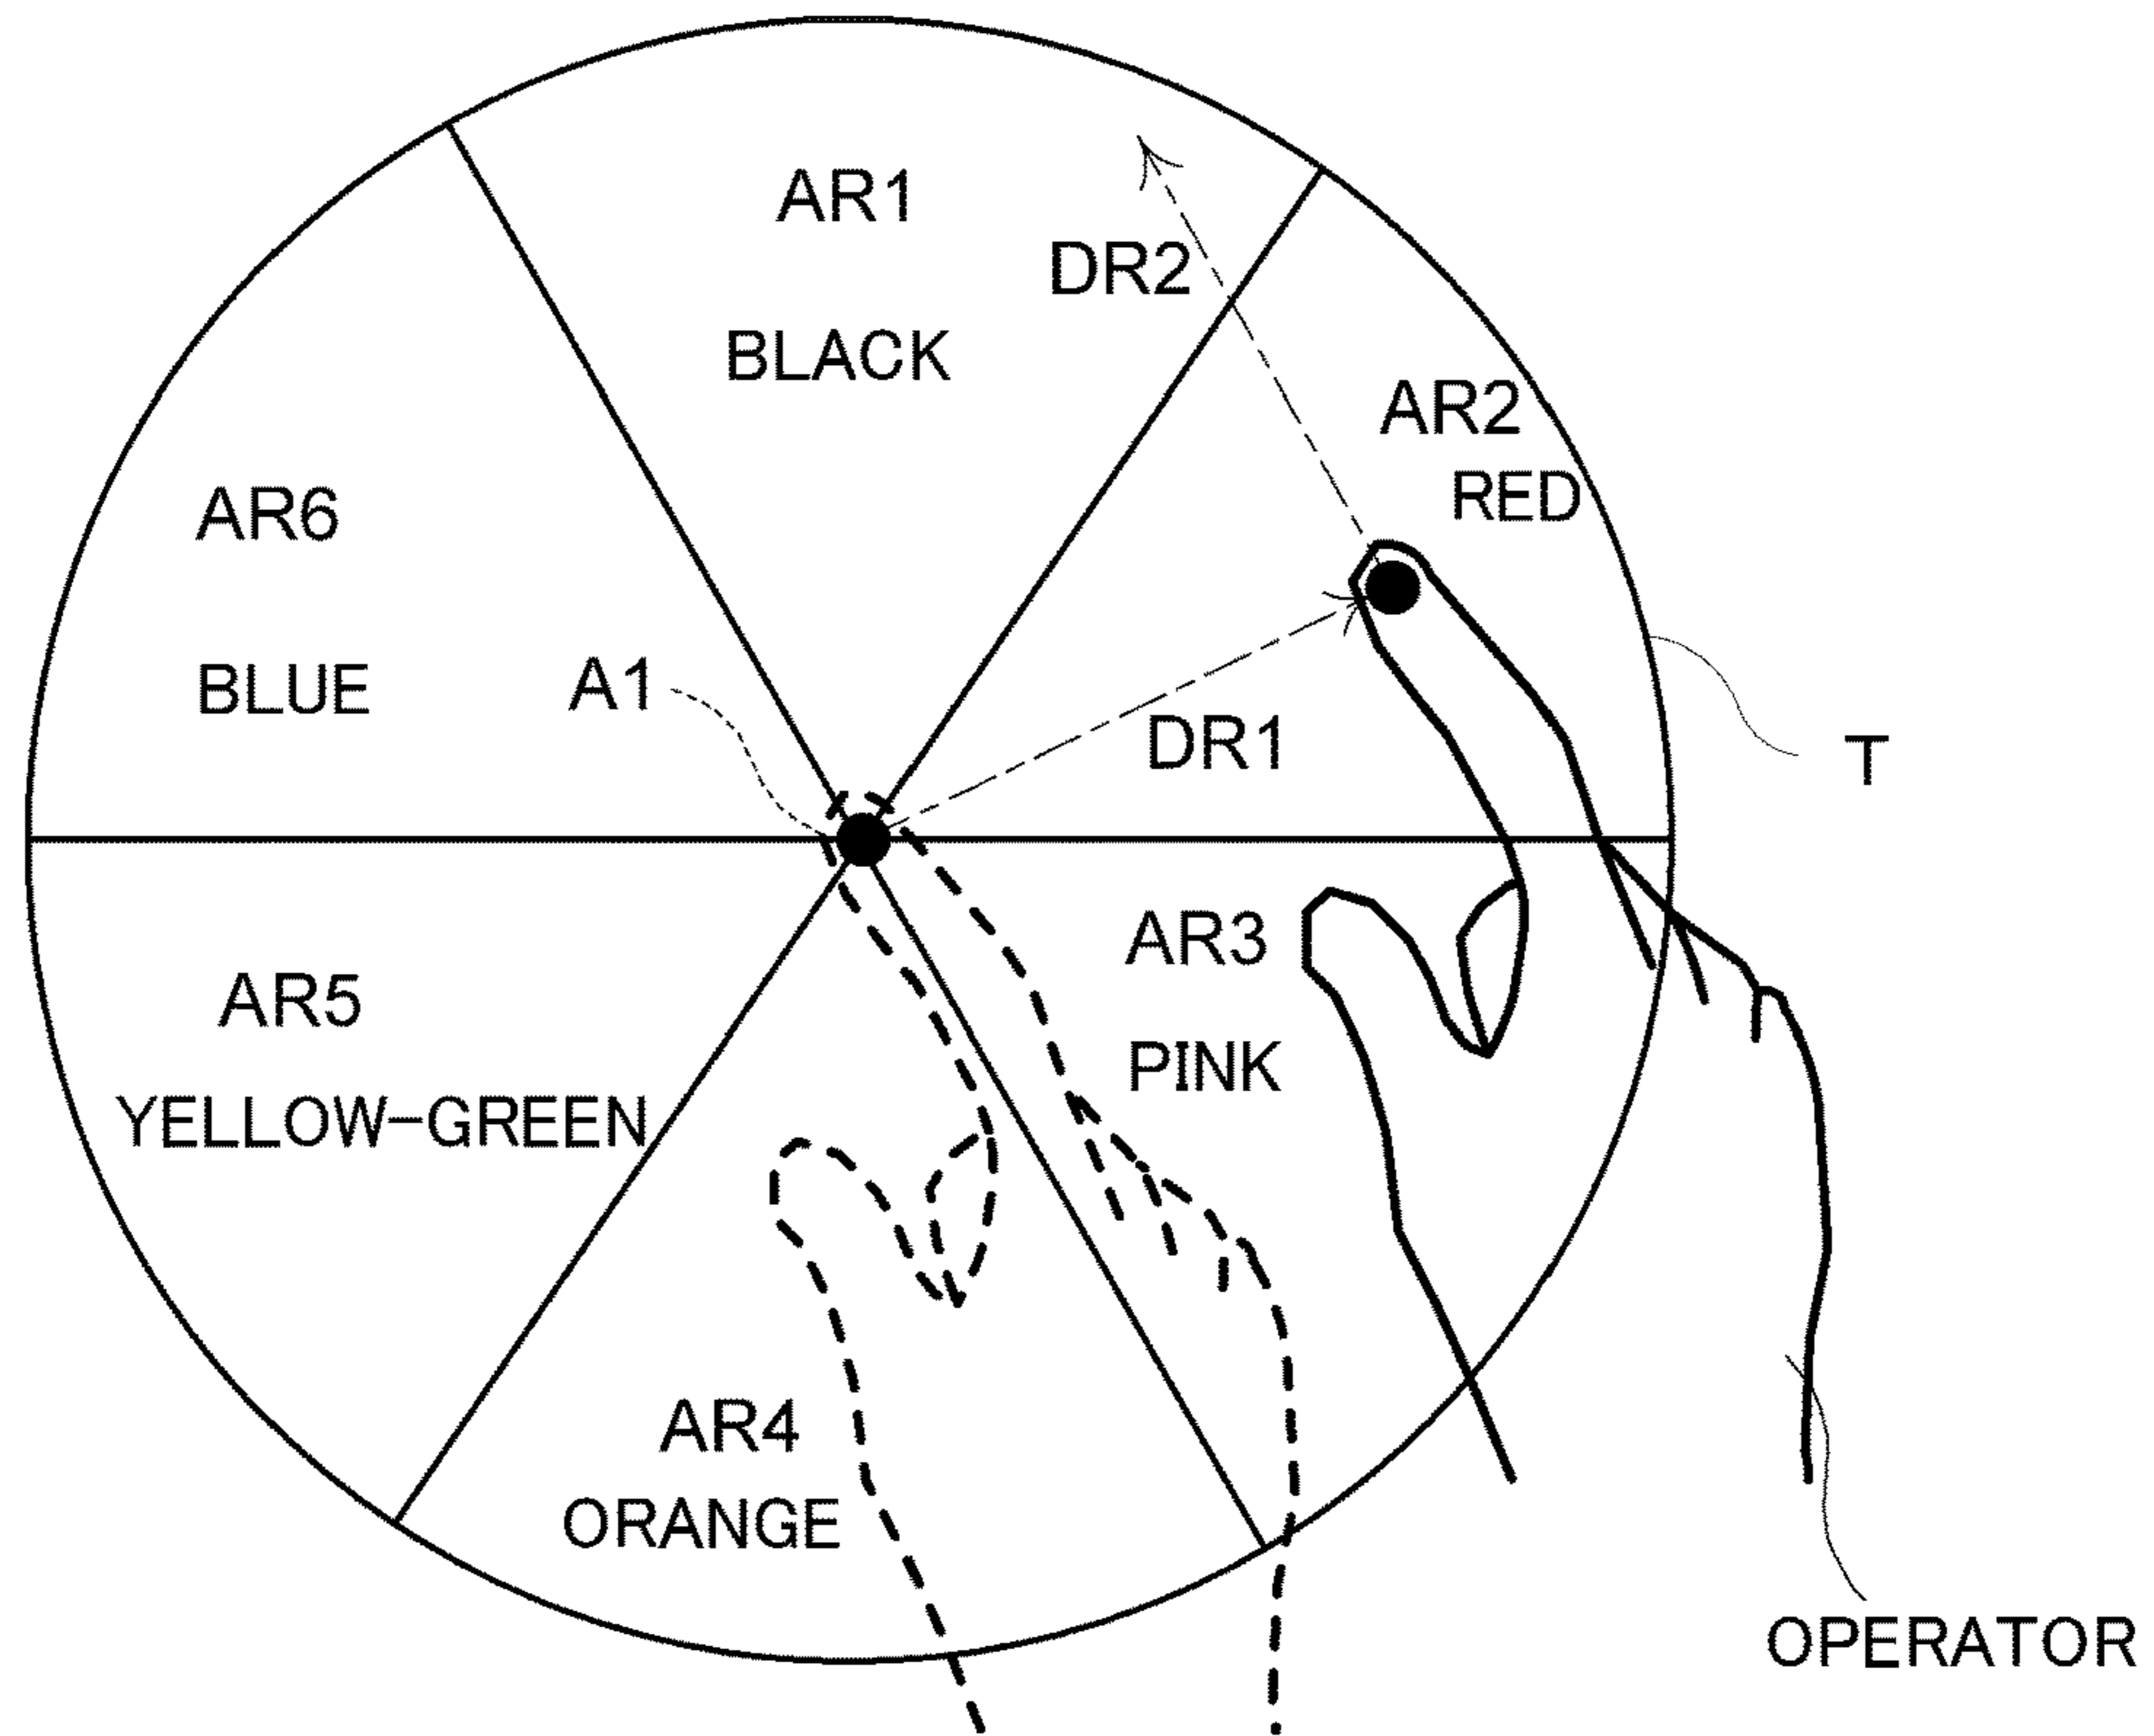 AR1
BLACK
DR2
AR2
RED
AR6
BLUE
A1
DR1
T
AR3
PINK
AR5
YELLOW-GREEN
AR4
ORANGE
OPERATOR